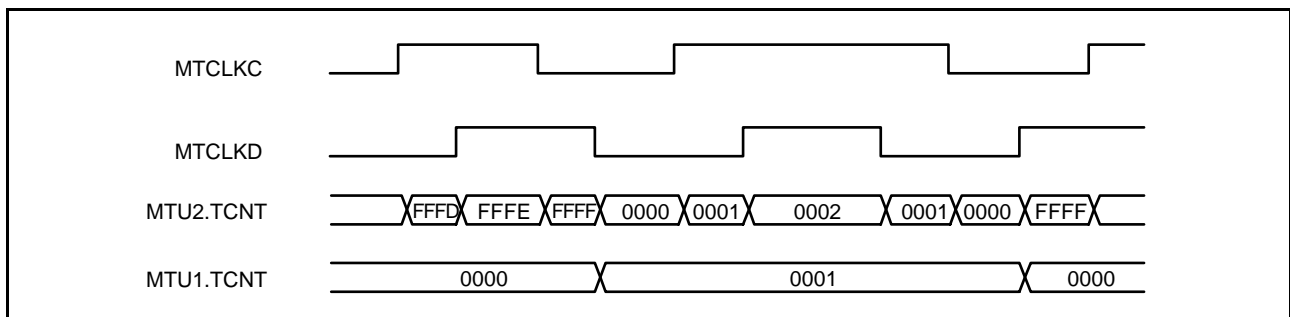 MTCLKC
MTCLKD
MTU2.TCNT FFFD FFFE FFFF 0000 0001 0002 0001 0000 FFFF
MTU1.TCNT 0000 0001 0000